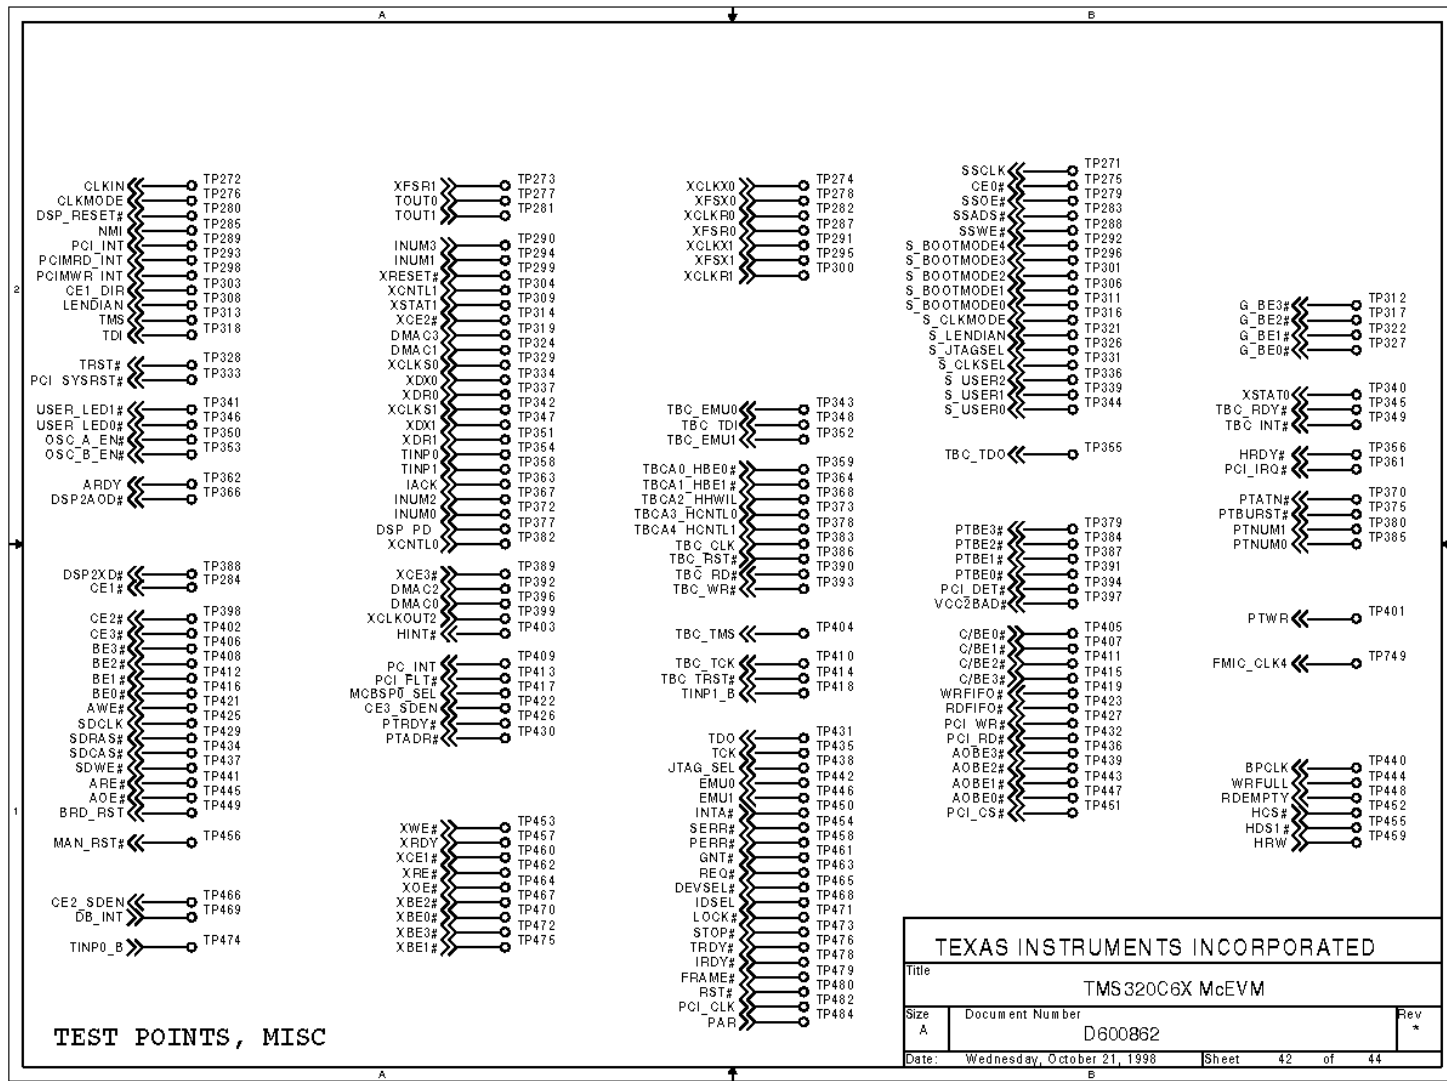 A
B
2
1
CLKIN TP272
CLKMODE TP276
DSP_RESET# TP280
NMI TP285
PCI_INT TP289
PCIMRD_INT TP293
PCIMWR_INT TP298
CE1_DIR TP303
LENDIAN TP308
TMS TP313
TDI TP318
TRST# TP328
PCI_SYSRST# TP333
USER_LED1# TP341
USER_LED0# TP346
OSC_A_EN# TP350
OSC_B_EN# TP353
ARDY TP362
DSP2AOD# TP366
DSP2XD# TP388
CE1# TP284
CE2# TP398
CE3# TP402
BE3# TP406
BE2# TP408
BE1# TP412
BE0# TP416
AWE# TP421
SDCLK TP425
SDRAS# TP429
SDCAS# TP434
SDWE# TP437
ARE# TP441
AOE# TP445
BRD_RST TP449
MAN_RST# TP456
CE2_SDEN TP466
DB_INT TP469
TINP0_B TP474
XFSR1 TP273
TOUT0 TP277
TOUT1 TP281
INUM3 TP290
INUM1 TP294
XRESET# TP299
XCNTL1 TP304
XSTAT1 TP309
XCE2# TP314
DMAC3 TP319
DMAC1 TP324
XCLKS0 TP329
XDX0 TP334
XDR0 TP337
XCLKS1 TP342
XDX1 TP347
XDR1 TP351
TINP0 TP354
TINP1 TP358
IACK TP363
INUM2 TP367
INUM0 TP372
DSP_PD TP377
XCNTL0 TP382
XCE3# TP389
DMAC2 TP392
DMAC0 TP396
XCLKOUT2 TP399
HINT# TP403
PC_INT TP409
PCI_FLT# TP413
MCBSP0_SEL TP417
CE3_SDEN TP422
PTRDY# TP426
PTADR# TP430
XWE# TP453
XRDY TP457
XCE1# TP460
XRE# TP462
XOE# TP464
XBE2# TP467
XBE0# TP470
XBE3# TP472
XBE1# TP475
XCLKX0 TP274
XFSX0 TP278
XCLKR0 TP282
XFSR0 TP287
XCLKX1 TP291
XFSX1 TP295
XCLKR1 TP300
TBC_EMU0 TP343
TBC_TDI TP348
TBC_EMU1 TP352
TBCA0_HBE0# TP359
TBCA1_HBE1# TP364
TBCA2_HHWIL TP368
TBCA3_HCNTL0 TP373
TBCA4_HCNTL1 TP378
TBC_CLK TP383
TBC_RST# TP386
TBC_RD# TP390
TBC_WR# TP393
TBC_TMS TP404
TBC_TCK TP410
TBC_TRST# TP414
TINP1_B TP418
TDO TP431
TCK TP435
JTAG_SEL TP438
EMU0 TP442
EMU1 TP446
INTA# TP450
SERR# TP454
PERR# TP458
GNT# TP461
REQ# TP463
DEVSEL# TP465
IDSEL TP468
LOCK# TP471
STOP# TP473
TRDY# TP476
IRDY# TP478
FRAME# TP479
RST# TP480
PCI_CLK TP482
PAR TP484
SSCLK TP271
CE0# TP275
SSOE# TP279
SSADS# TP283
SSWE# TP288
S_BOOTMODE4 TP292
S_BOOTMODE3 TP296
S_BOOTMODE2 TP301
S_BOOTMODE1 TP306
S_BOOTMODE0 TP311
S_CLKMODE TP316
S_LENDIAN TP321
S_JTAGSEL TP326
S_CLKSEL TP331
S_USER2 TP336
S_USER1 TP339
S_USER0 TP344
TBC_TDO TP355
PTBE3# TP379
PTBE2# TP384
PTBE1# TP387
PTBE0# TP391
PCI_DET# TP394
VCC2BAD# TP397
C/BE0# TP405
C/BE1# TP407
C/BE2# TP411
C/BE3# TP415
WRFIFO# TP419
RDFIFO# TP423
PCI_WR# TP427
PCI_RD# TP432
AOBE3# TP436
AOBE2# TP439
AOBE1# TP443
AOBE0# TP447
PCI_CS# TP451
G_BE3# TP312
G_BE2# TP317
G_BE1# TP322
G_BE0# TP327
XSTAT0 TP340
TBC_RDY# TP345
TBC_INT# TP349
HRDY# TP356
PCI_IRQ# TP361
PTATN# TP370
PTBURST# TP375
PTNUM1 TP380
PTNUM0 TP385
PTWR TP401
FMIC_CLK4 TP749
BPCLK TP440
WRFULL TP444
RDEMPTY TP448
HCS# TP452
HDS1# TP455
HRW TP459
TEST POINTS, MISC
TEXAS INSTRUMENTS INCORPORATED
Title
TMS320C6X McEVM
Size Document Number Rev
A D600862 *
Date: Wednesday, October 21, 1998 Sheet 42 of 44
A
B